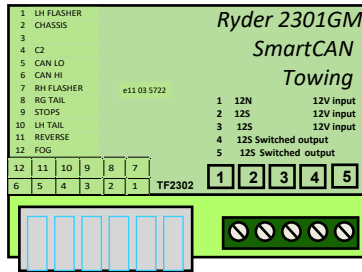 1 LH FLASHER
2 CHASSIS
3
4 C2
5 CAN LO
6 CAN HI
7 RH FLASHER
8 RG TAIL
9 STOPS
10 LH TAIL
11 REVERSE
12 FOG
e11 03 5722
Ryder 2301GM
SmartCAN
Towing
1 12N 12V input
2 12S 12V input
3 12S 12V input
4 12S Switched output
5 12S Switched output
12 11 10 9 8 7
6 5 4 3 2 1 TF2302
1 2 3 4 5